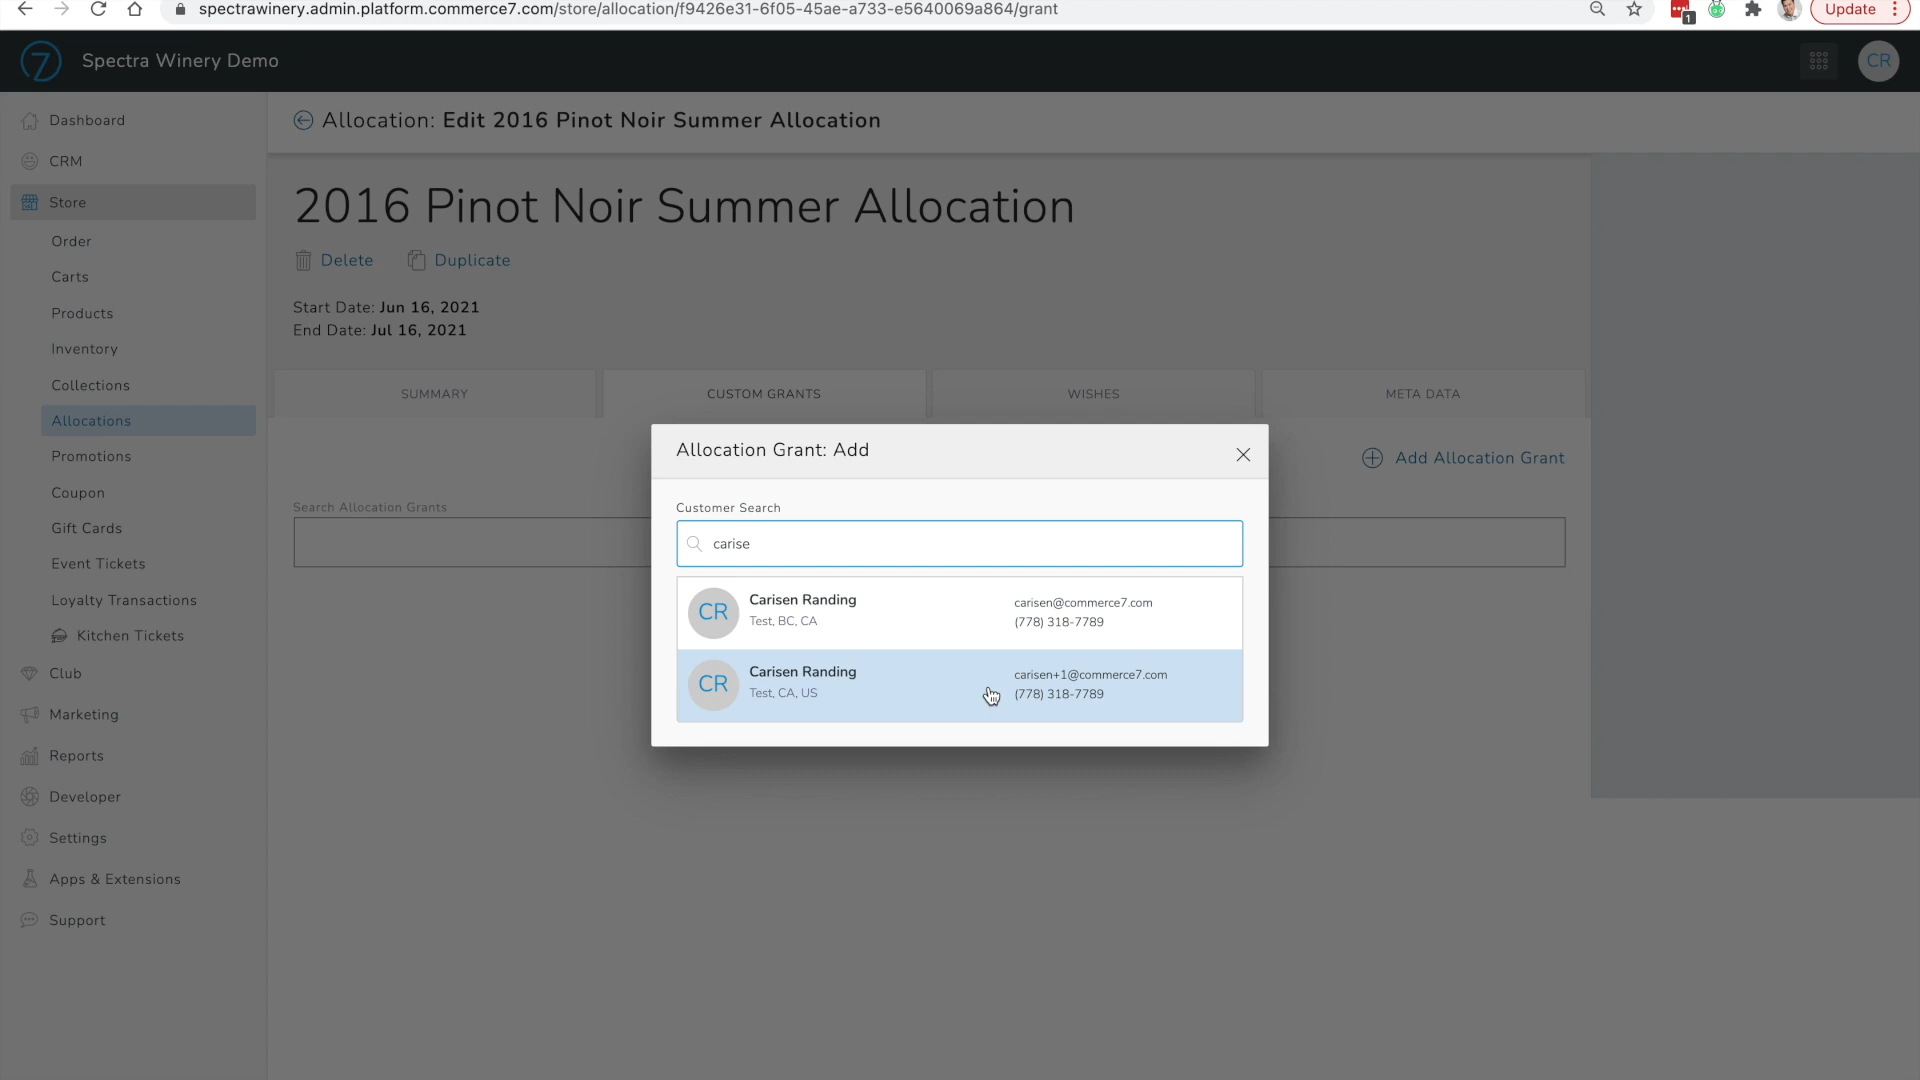 spectrawinery.admin.platform.commerce7.com/store/allocation/f9426e31-6f05-45ae-a733-e5640069a864/grant
1
Update
7
Spectra Winery Demo
CR
Dashboard
CRM
Store
Order
Carts
Products
Inventory
Collections
Allocations
Promotions
Coupon
Gift Cards
Event Tickets
Loyalty Transactions
Kitchen Tickets
Club
Marketing
Reports
Developer
Settings
Apps & Extensions
Support
Allocation: Edit 2016 Pinot Noir Summer Allocation
2016 Pinot Noir Summer Allocation
Delete
Duplicate
Start Date: Jun 16, 2021
End Date: Jul 16, 2021
SUMMARY
CUSTOM GRANTS
WISHES
META DATA
Add Allocation Grant
Search Allocation Grants
Allocation Grant: Add
Customer Search
carise
CR
Carisen Randing
Test, BC, CA
carisen@commerce7.com
(778) 318-7789
CR
Carisen Randing
Test, CA, US
carisen+1@commerce7.com
(778) 318-7789